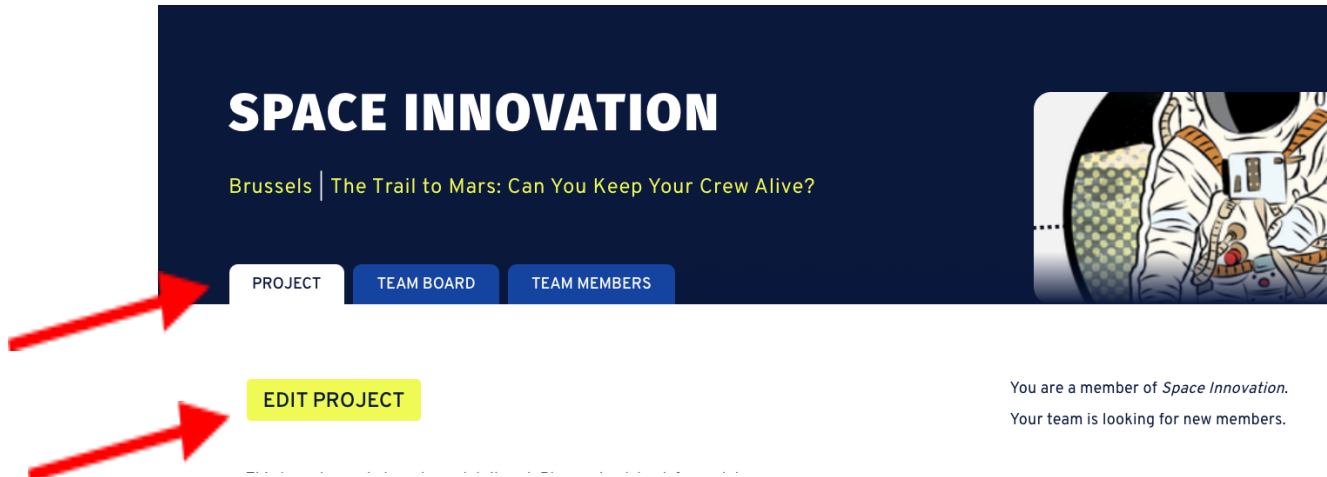 SPACE INNOVATION
Brussels | The Trail to Mars: Can You Keep Your Crew Alive?
PROJECT TEAM BOARD TEAM MEMBERS
EDIT PROJECT
You are a member of Space Innovation.
Your team is looking for new members.